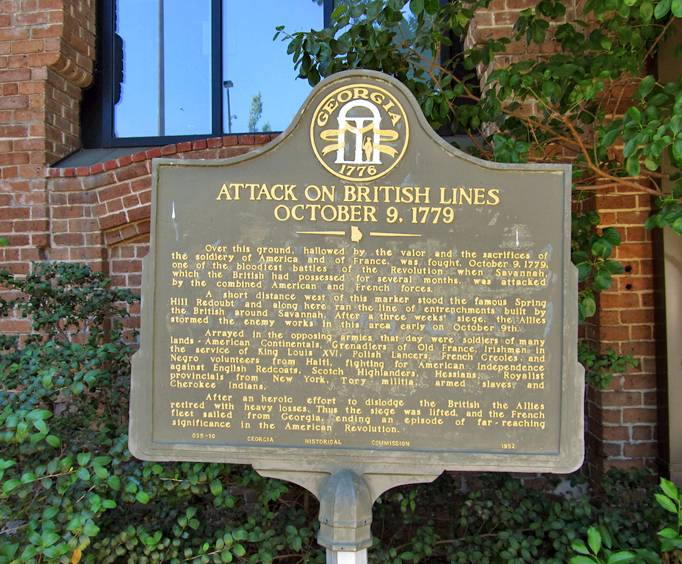 GEORGIA
1776
ATTACK ON BRITISH LINES
OCTOBER 9, 1779
Over this ground, hallowed by the valor and the sacrifices of
the soldiery of America and of France, was fought, October 9, 1779,
one of the bloodiest battles of the Revolution when Savannah,
which the British had possessed for several months, was attacked
by the combined American and French forces.
A short distance west of this marker stood the famous Spring
Hill Redoubt and along here ran the line of entrenchments built by
the British around Savannah. After a three weeks' siege, the Allies
stormed the enemy works in this area early on October 9th.
Arrayed in the opposing armies that day were soldiers of many
lands - American Continentals, Grenadiers of Old France, Irishmen in
the service of King Louis XVI, Polish Lancers, French Creoles, and
Negro volunteers from Haiti, fighting for American Independence
against English Redcoats, Scotch Highlanders, Hessians, Royalist
provincials from New York, Tory militia, armed slaves, and
Cherokee Indians.
After an heroic effort to dislodge the British the Allies
retired with heavy losses. Thus the siege was lifted, and the French
fleet sailed from Georgia, ending an episode of far-reaching
significance in the American Revolution.
025-10 GEORGIA HISTORICAL COMMISSION 1952